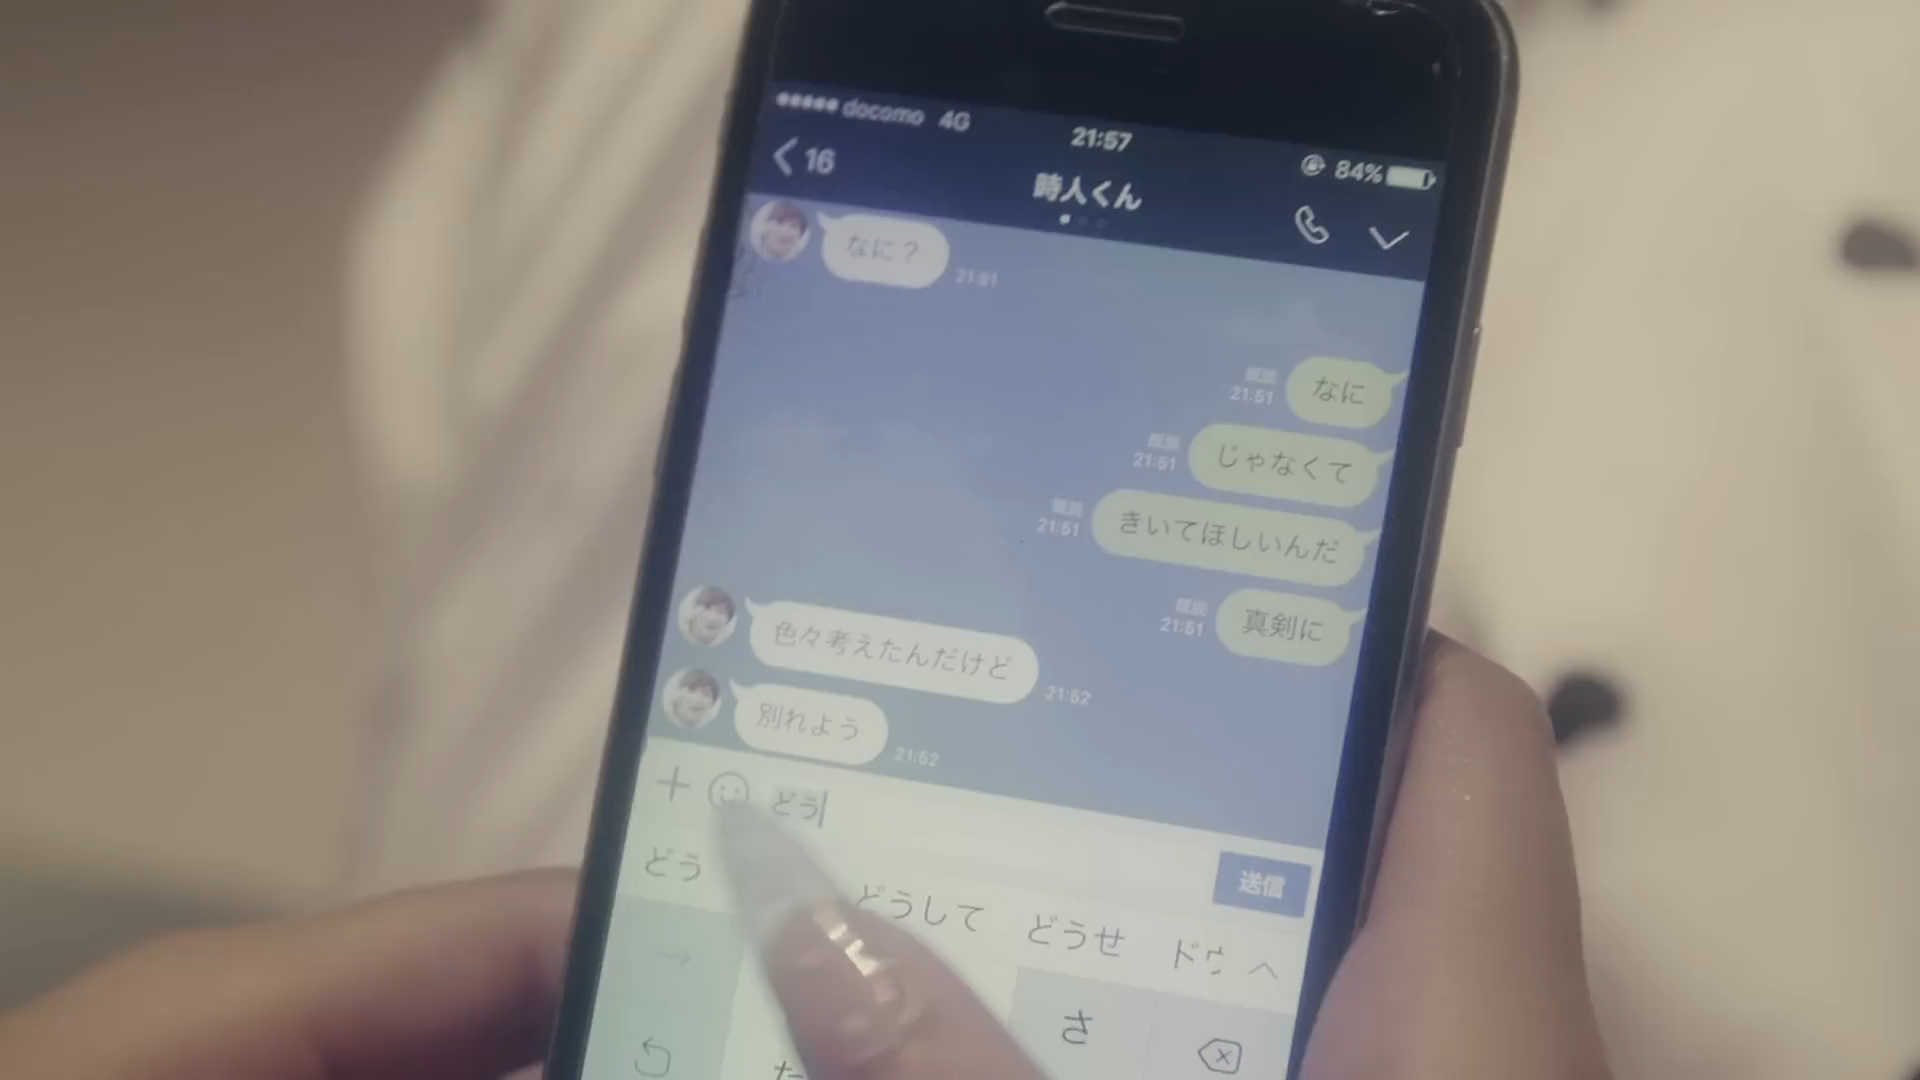 docomo 4G
21:57
84%
16
時人くん
なに？
21:51
なに
既読
21:51
じゃなくて
既読
21:51
きいてほしいんだ
既読
21:51
真剣に
既読
21:51
色々考えたんだけど
21:52
別れよう
21:52
どう
送信
どう
どうして
どうせ
ドウ
さ
た